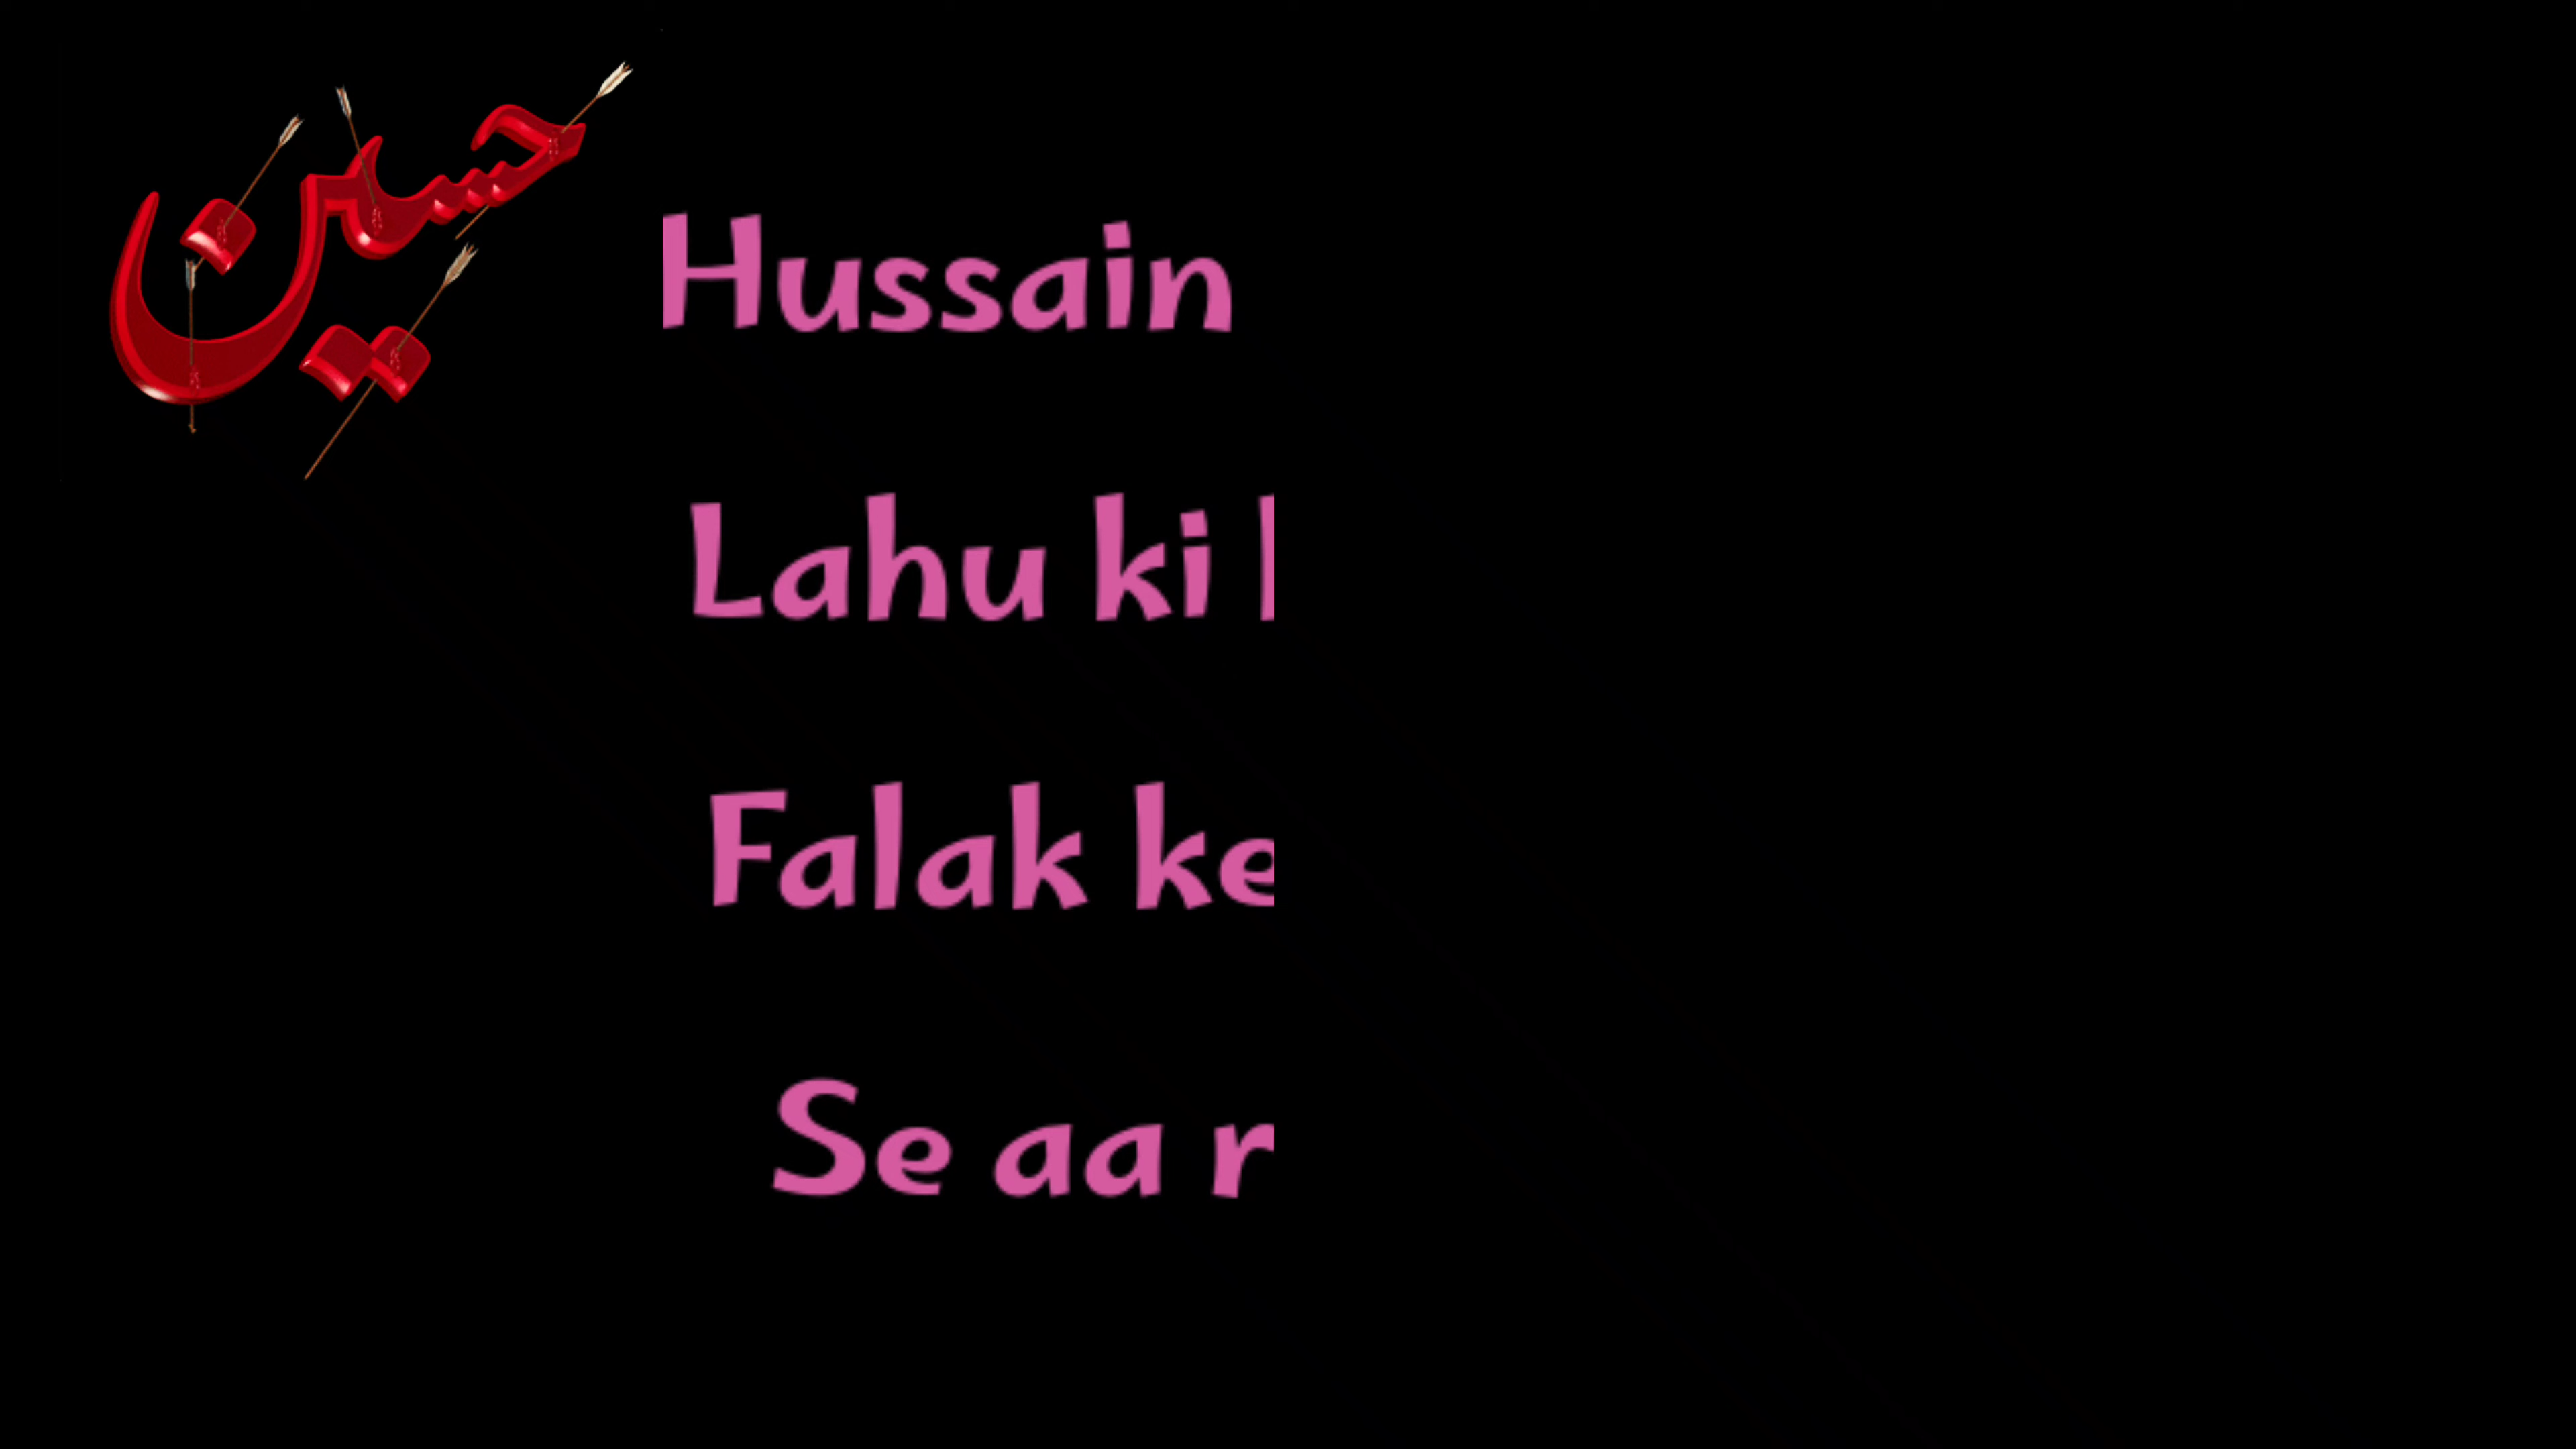 حسین
Hussain
Lahu ki
Falak ke
Se aa